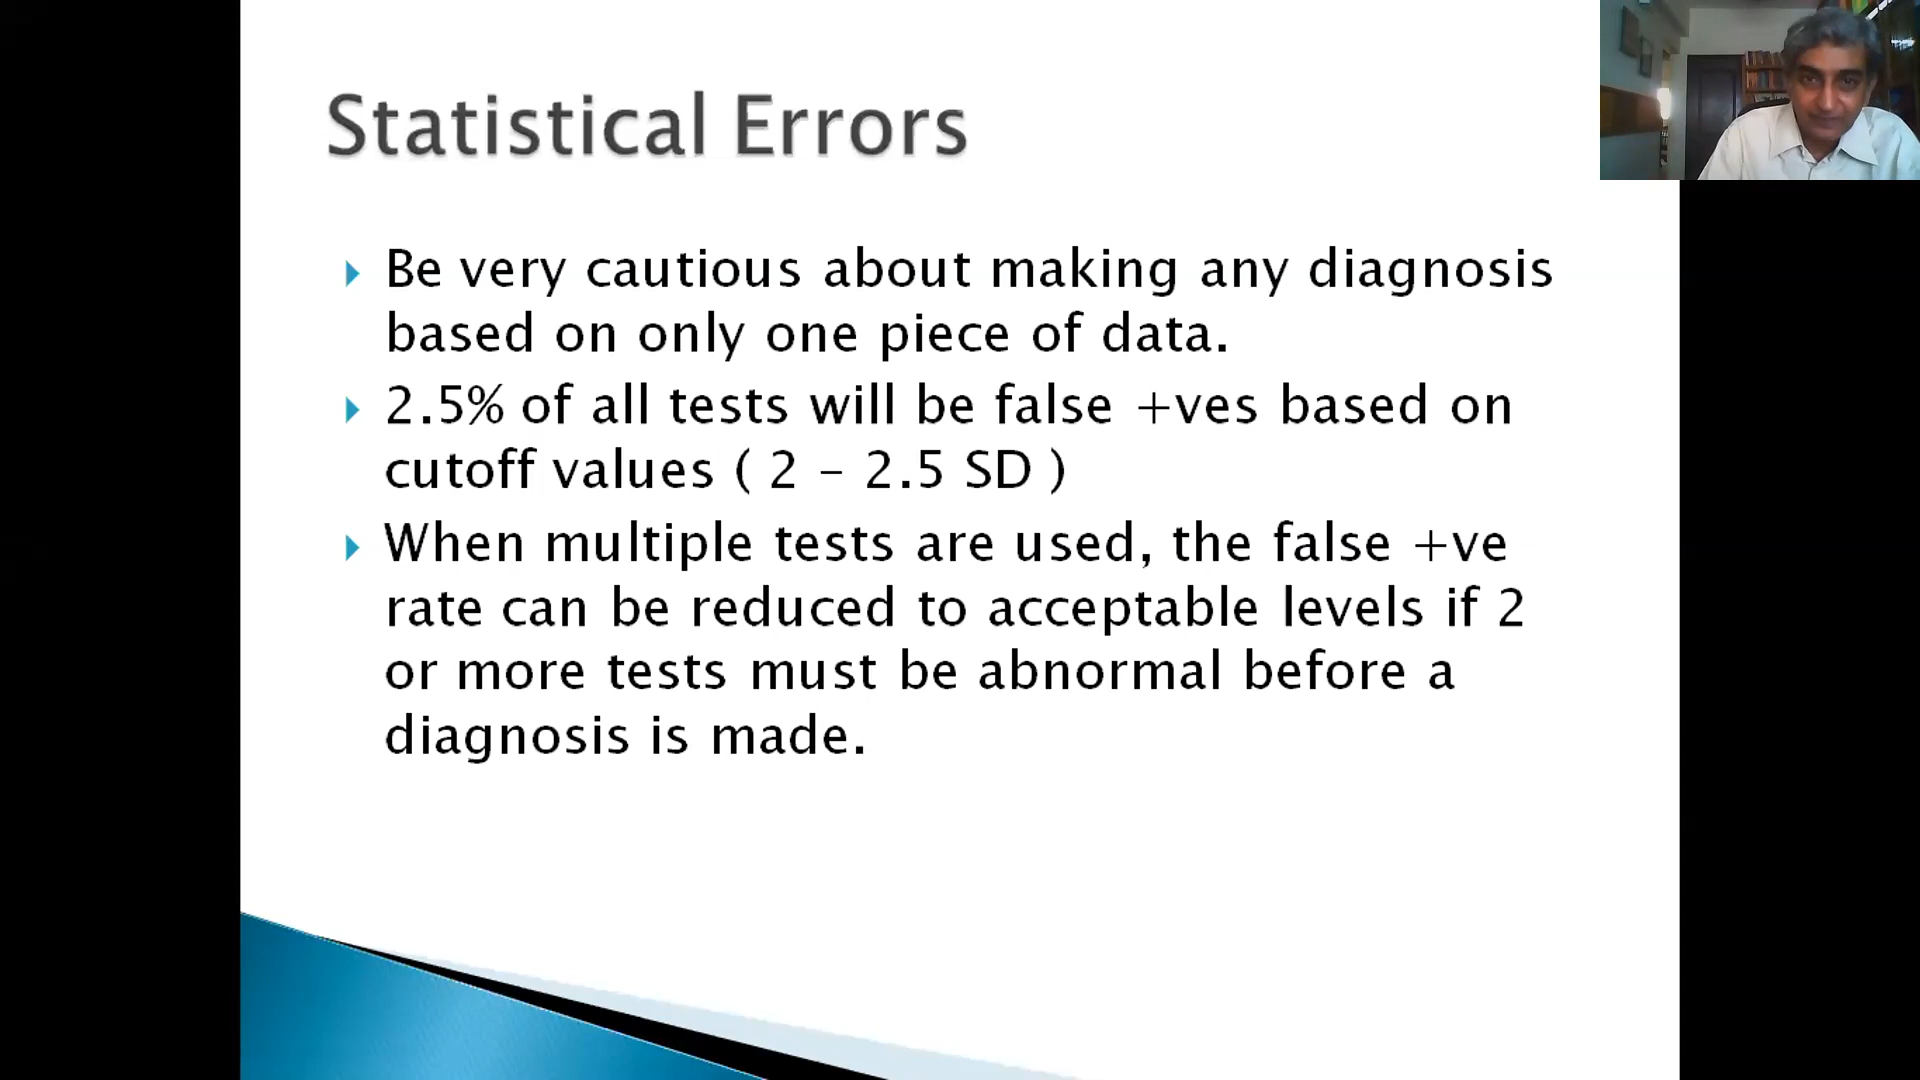 Statistical Errors
Be very cautious about making any diagnosis
based on only one piece of data.
2.5% of all tests will be false +ves based on
cutoff values ( 2 – 2.5 SD )
When multiple tests are used, the false +ve
rate can be reduced to acceptable levels if 2
or more tests must be abnormal before a
diagnosis is made.